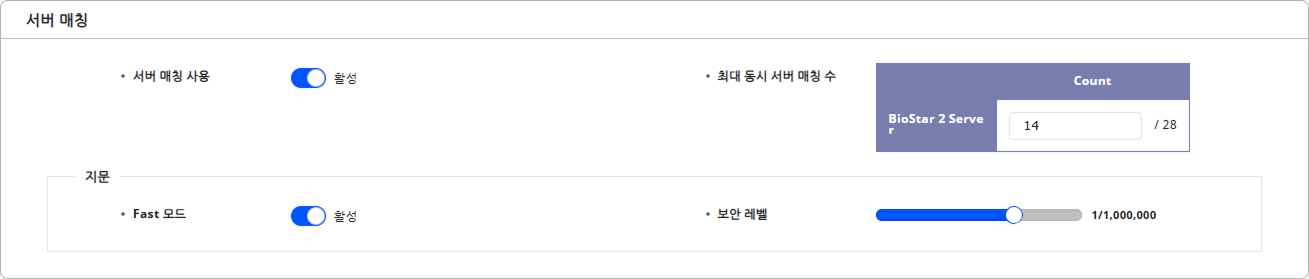 서버 매칭
서버 매칭 사용
활성
최대 동시 서버 매칭 수
Count
BioStar 2 Serve
r
14
/ 28
지문
Fast 모드
활성
보안 레벨
1/1,000,000